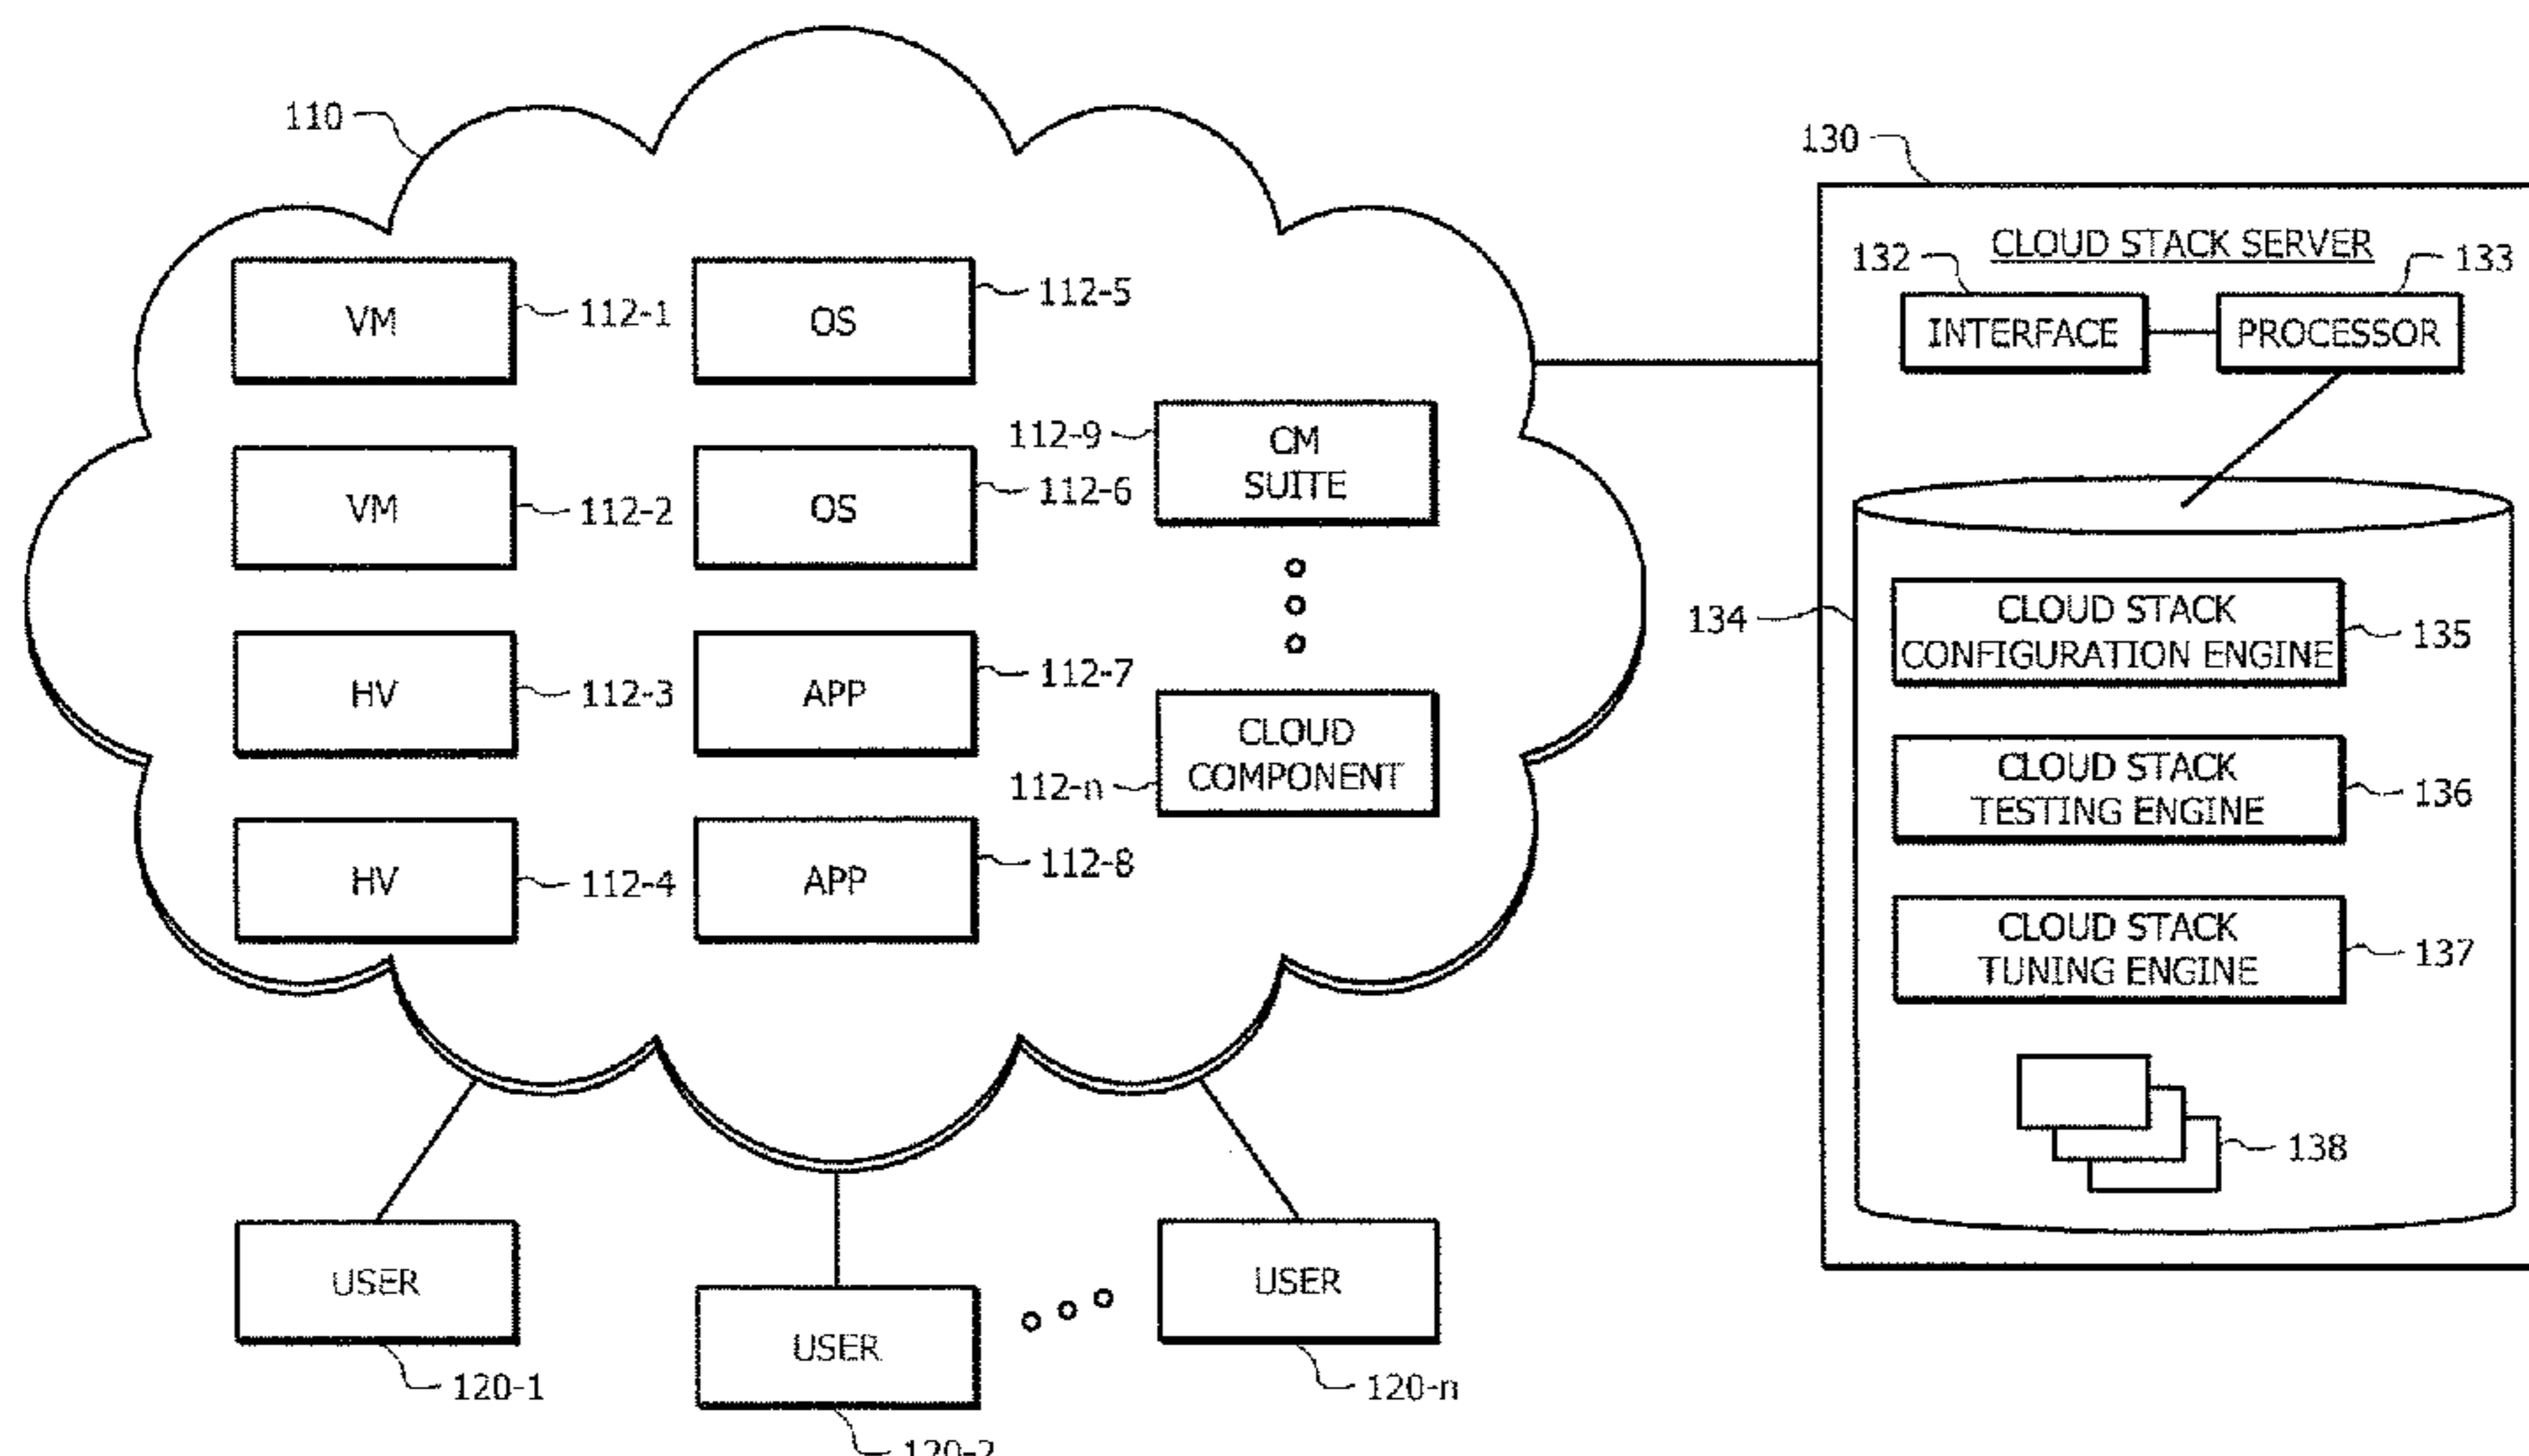 110
130
CLOUD STACK SERVER
132
133
INTERFACE
PROCESSOR
VM
112-1
OS
112-5
112-9
CM
SUITE
VM
112-2
OS
112-6
HV
112-3
APP
112-7
112-n
CLOUD
COMPONENT
HV
112-4
APP
112-8
134
CLOUD STACK
CONFIGURATION ENGINE
135
CLOUD STACK
TESTING ENGINE
136
CLOUD STACK
TUNING ENGINE
137
138
USER
120-1
USER
120-2
USER
120-n